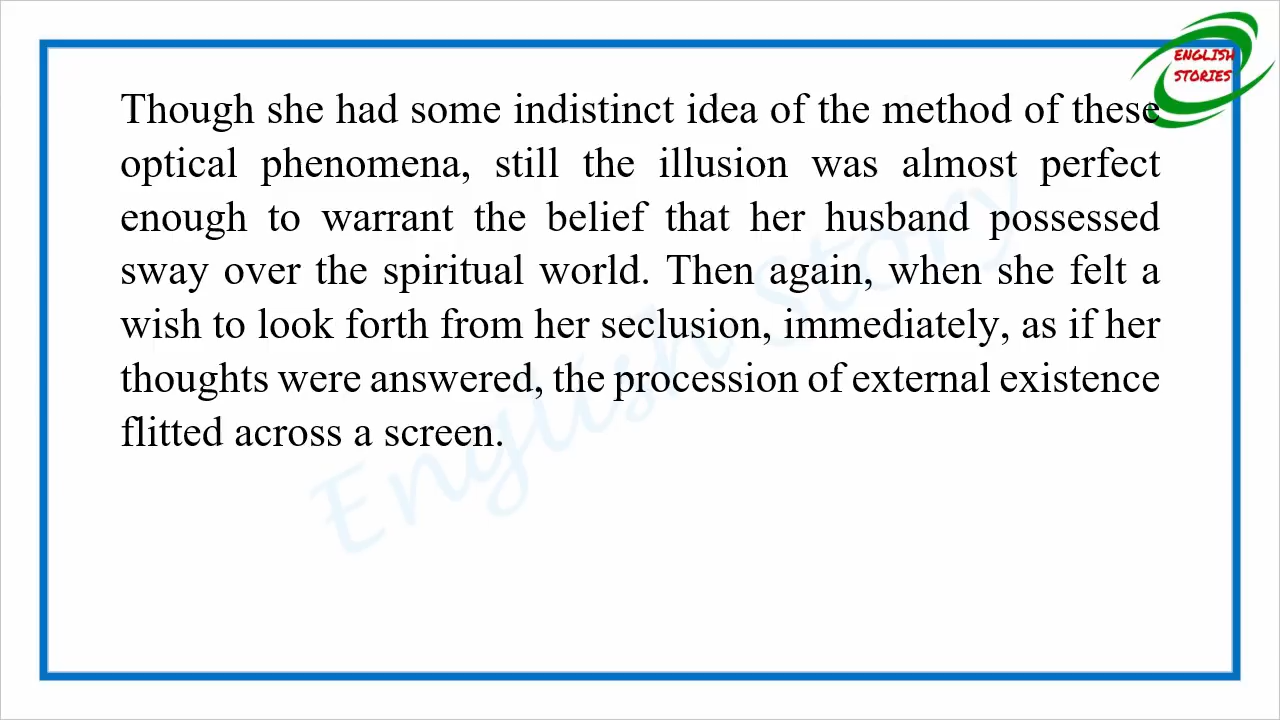 ENGLISH
STORIES
Though she had some indistinct idea of the method of these
optical phenomena, still the illusion was almost perfect
enough to warrant the belief that her husband possessed
sway over the spiritual world. Then again, when she felt a
wish to look forth from her seclusion, immediately, as if her
thoughts were answered, the procession of external existence
flitted across a screen.
English Story